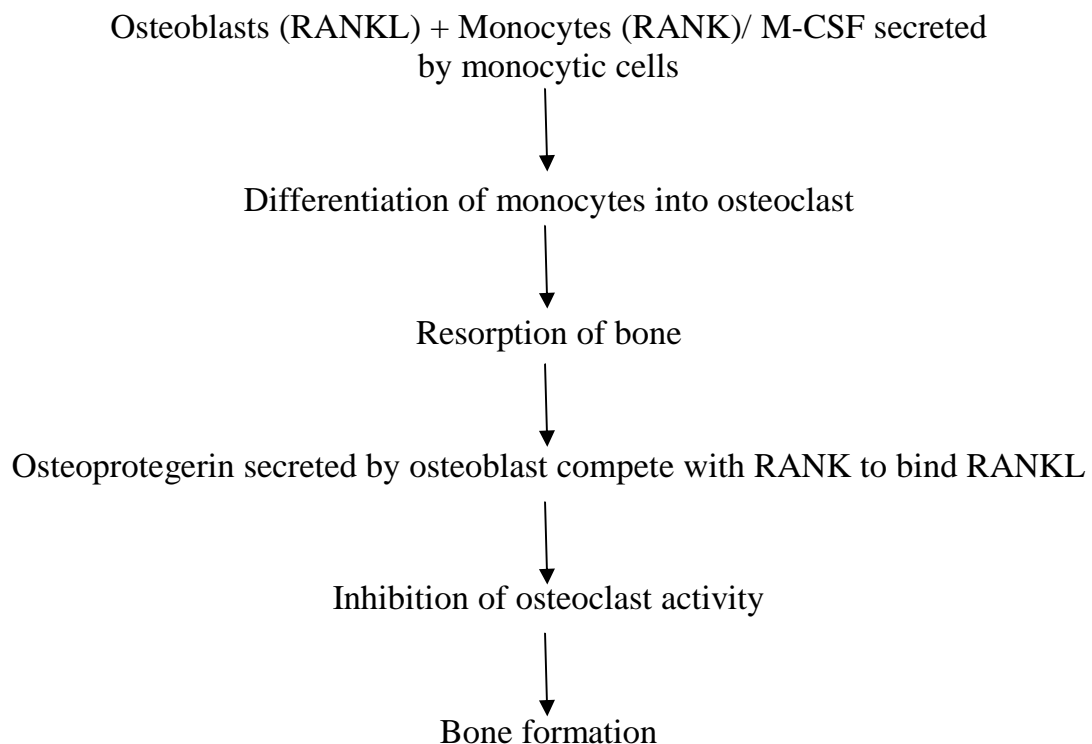 Osteoblasts (RANKL) + Monocytes (RANK)/ M-CSF secreted
by monocytic cells
Differentiation of monocytes into osteoclast
Resorption of bone
Osteoprotegerin secreted by osteoblast compete with RANK to bind RANKL
Inhibition of osteoclast activity
Bone formation